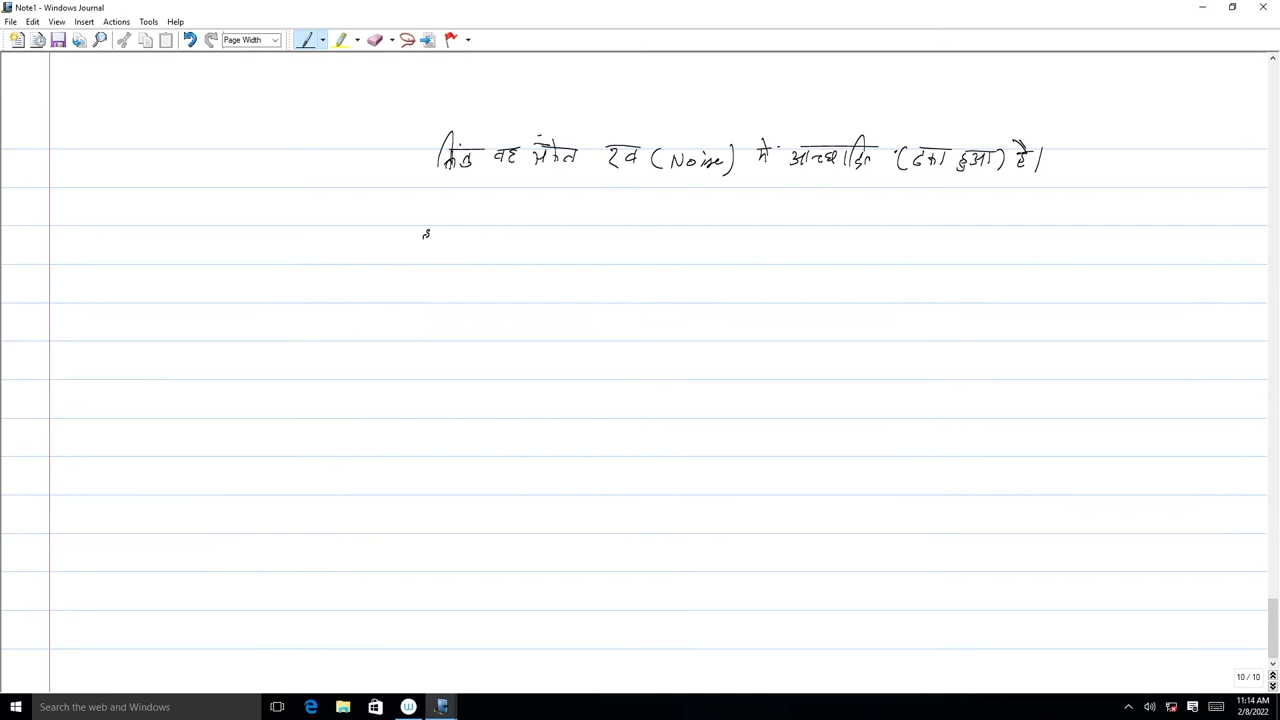 Note1 - Windows Journal
File Edit View Insert Actions Tools Help
Page Width
वह रव (Noise) में (ढका हुआ) है।
10 / 10
Search the web and Windows
11:14 AM
2/8/2022